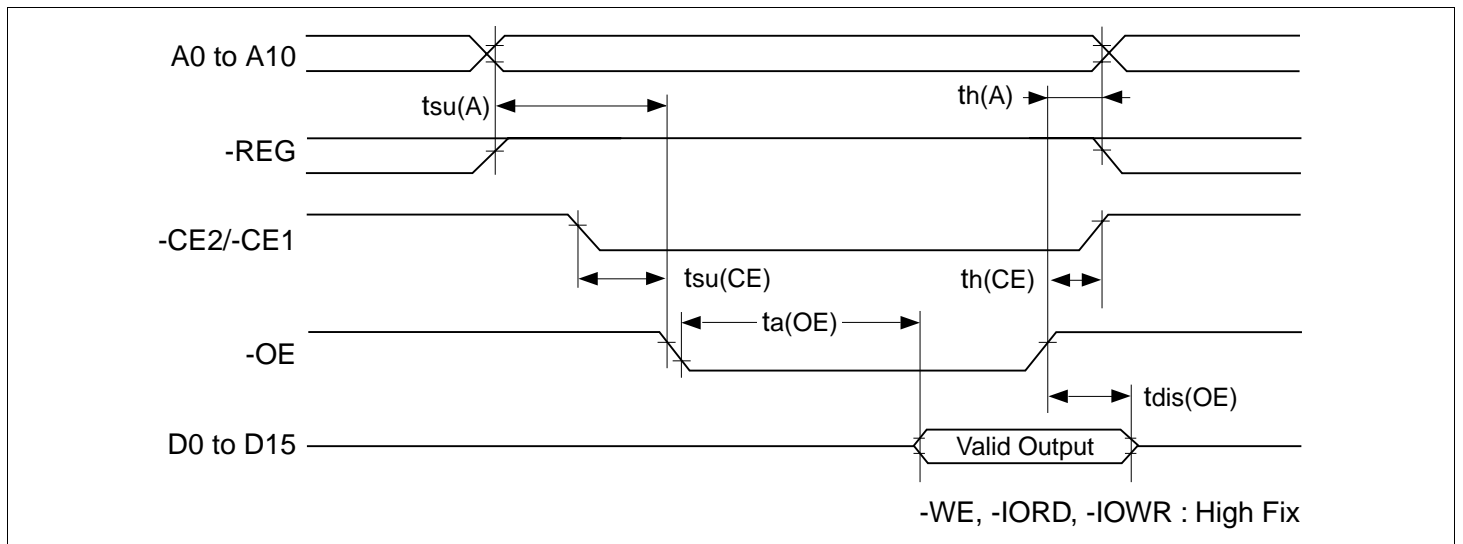 A0 to A10
tsu(A)
th(A)
-REG
-CE2/-CE1
tsu(CE)
th(CE)
ta(OE)
-OE
tdis(OE)
D0 to D15
Valid Output
-WE, -IORD, -IOWR : High Fix